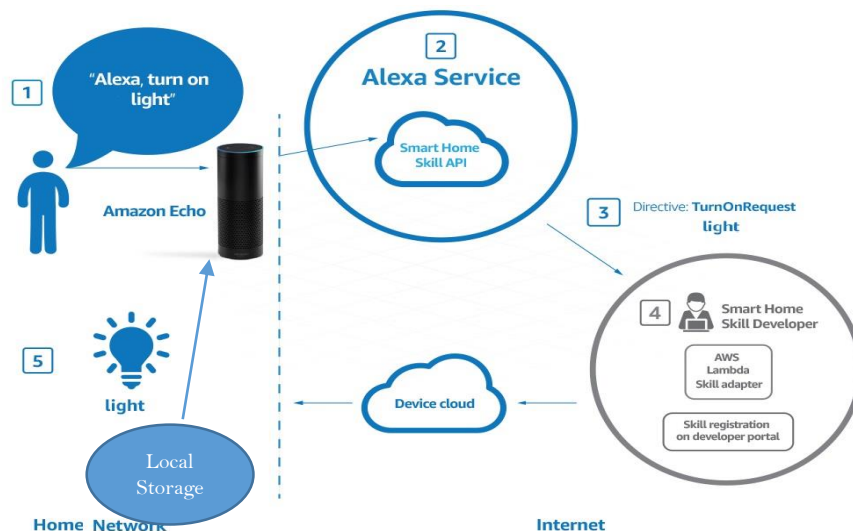 1
"Alexa, turn on
light"
Amazon Echo
2
Alexa Service
Smart Home
Skill API
3
Directive: TurnOnRequest
light
4
Smart Home
Skill Developer
AWS
Lambda
Skill adapter
Skill registration
on developer portal
Device cloud
5
light
Local
Storage
Home Network
Internet